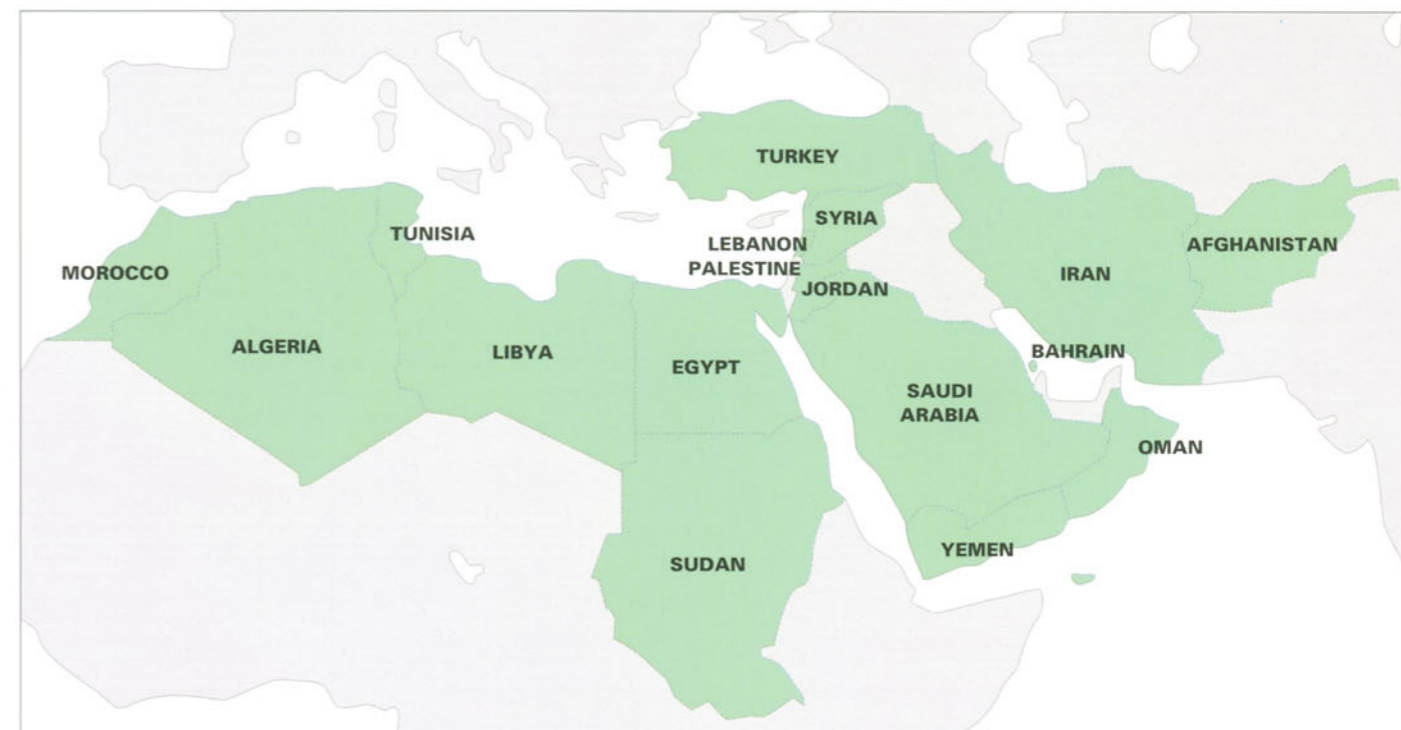 TURKEY
SYRIA
TUNISIA
LEBANON
AFGHANISTAN
PALESTINE
MOROCCO
IRAN
JORDAN
ALGERIA
LIBYA
BAHRAIN
EGYPT
SAUDI
ARABIA
OMAN
YEMEN
SUDAN